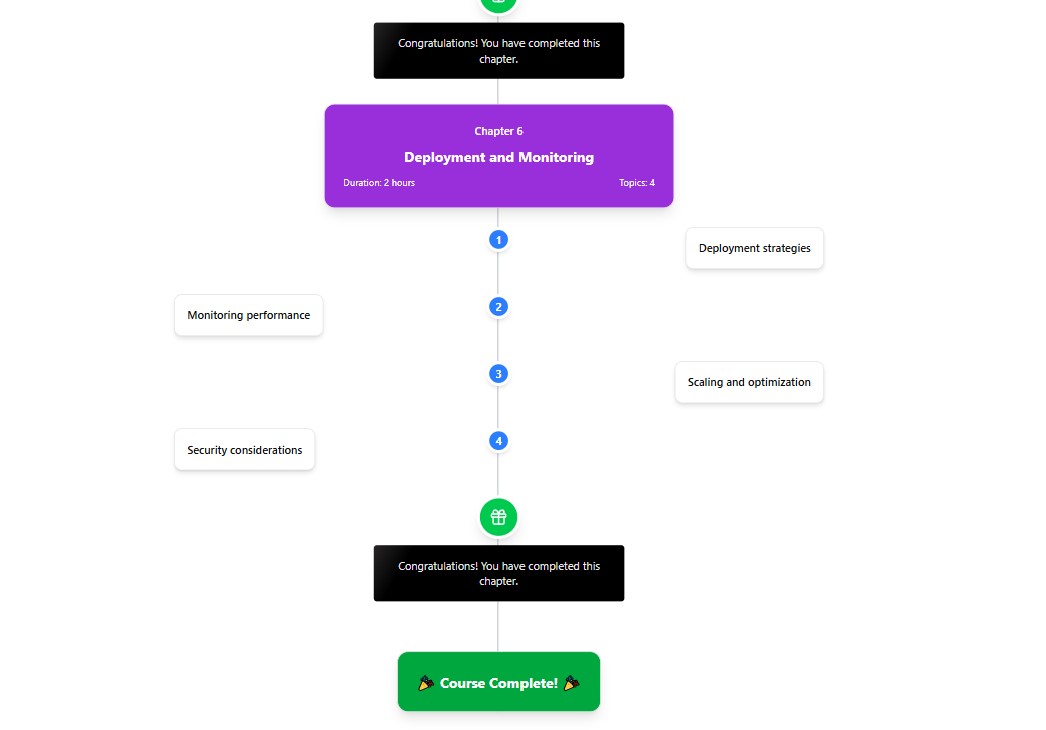 Congratulations! You have completed this
chapter.
Chapter 6
Deployment and Monitoring
Duration: 2 hours
Topics: 4
1
Deployment strategies
2
Monitoring performance
3
Scaling and optimization
4
Security considerations
Congratulations! You have completed this
chapter.
🎉 Course Complete! 🎉